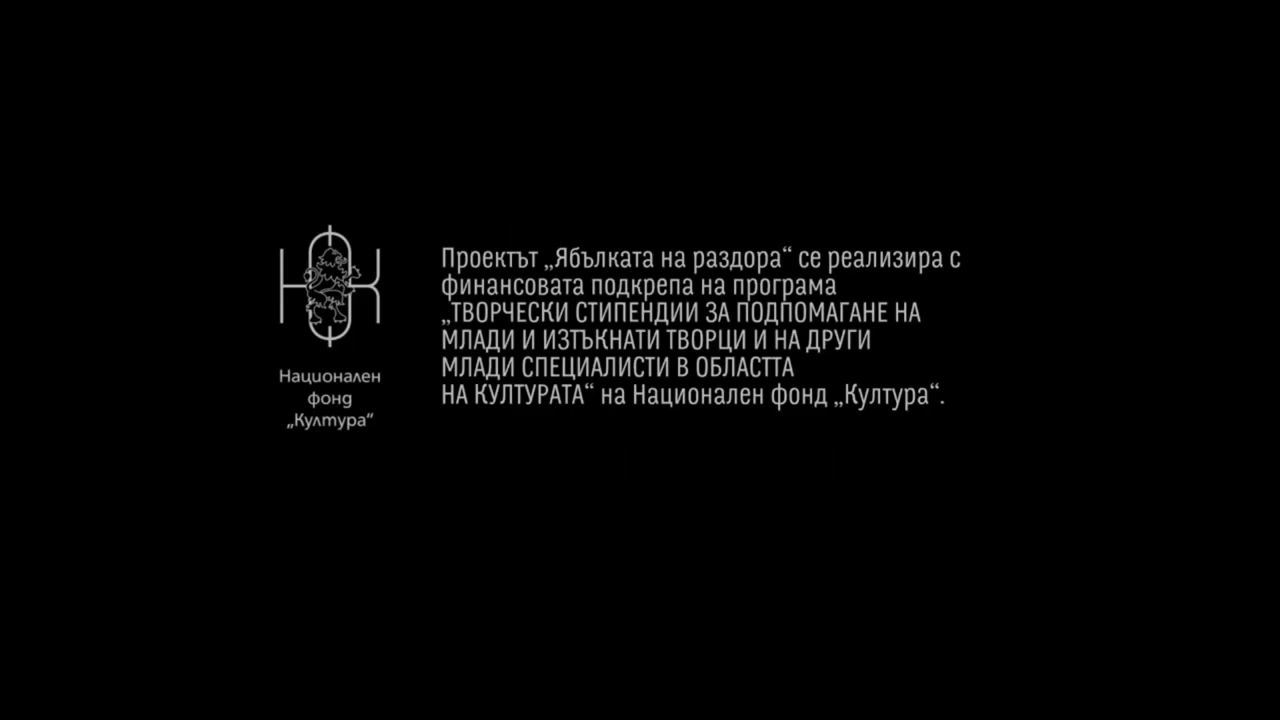 Национален
фонд
„Култура“
Проектът „Ябълката на раздора“ се реализира с
финансовата подкрепа на програма
„ТВОРЧЕСКИ СТИПЕНДИИ ЗА ПОДПОМАГАНЕ НА
МЛАДИ И ИЗТЪКНАТИ ТВОРЦИ И НА ДРУГИ
МЛАДИ СПЕЦИАЛИСТИ В ОБЛАСТТА
НА КУЛТУРАТА“ на Национален фонд „Култура“.